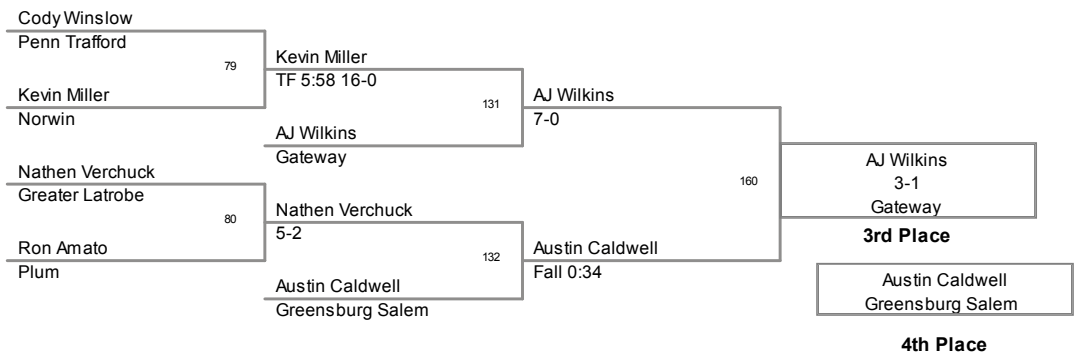 Cody Winslow
Penn Trafford
79
Kevin Miller
Norwin
Kevin Miller
TF 5:58 16-0
131
AJ Wilkins
Gateway
AJ Wilkins
7-0
Nathen Verchuck
Greater Latrobe
80
Ron Amato
Plum
Nathen Verchuck
5-2
132
Austin Caldwell
Greensburg Salem
Austin Caldwell
Fall 0:34
160
AJ Wilkins
3-1
Gateway
3rd Place
Austin Caldwell
Greensburg Salem
4th Place